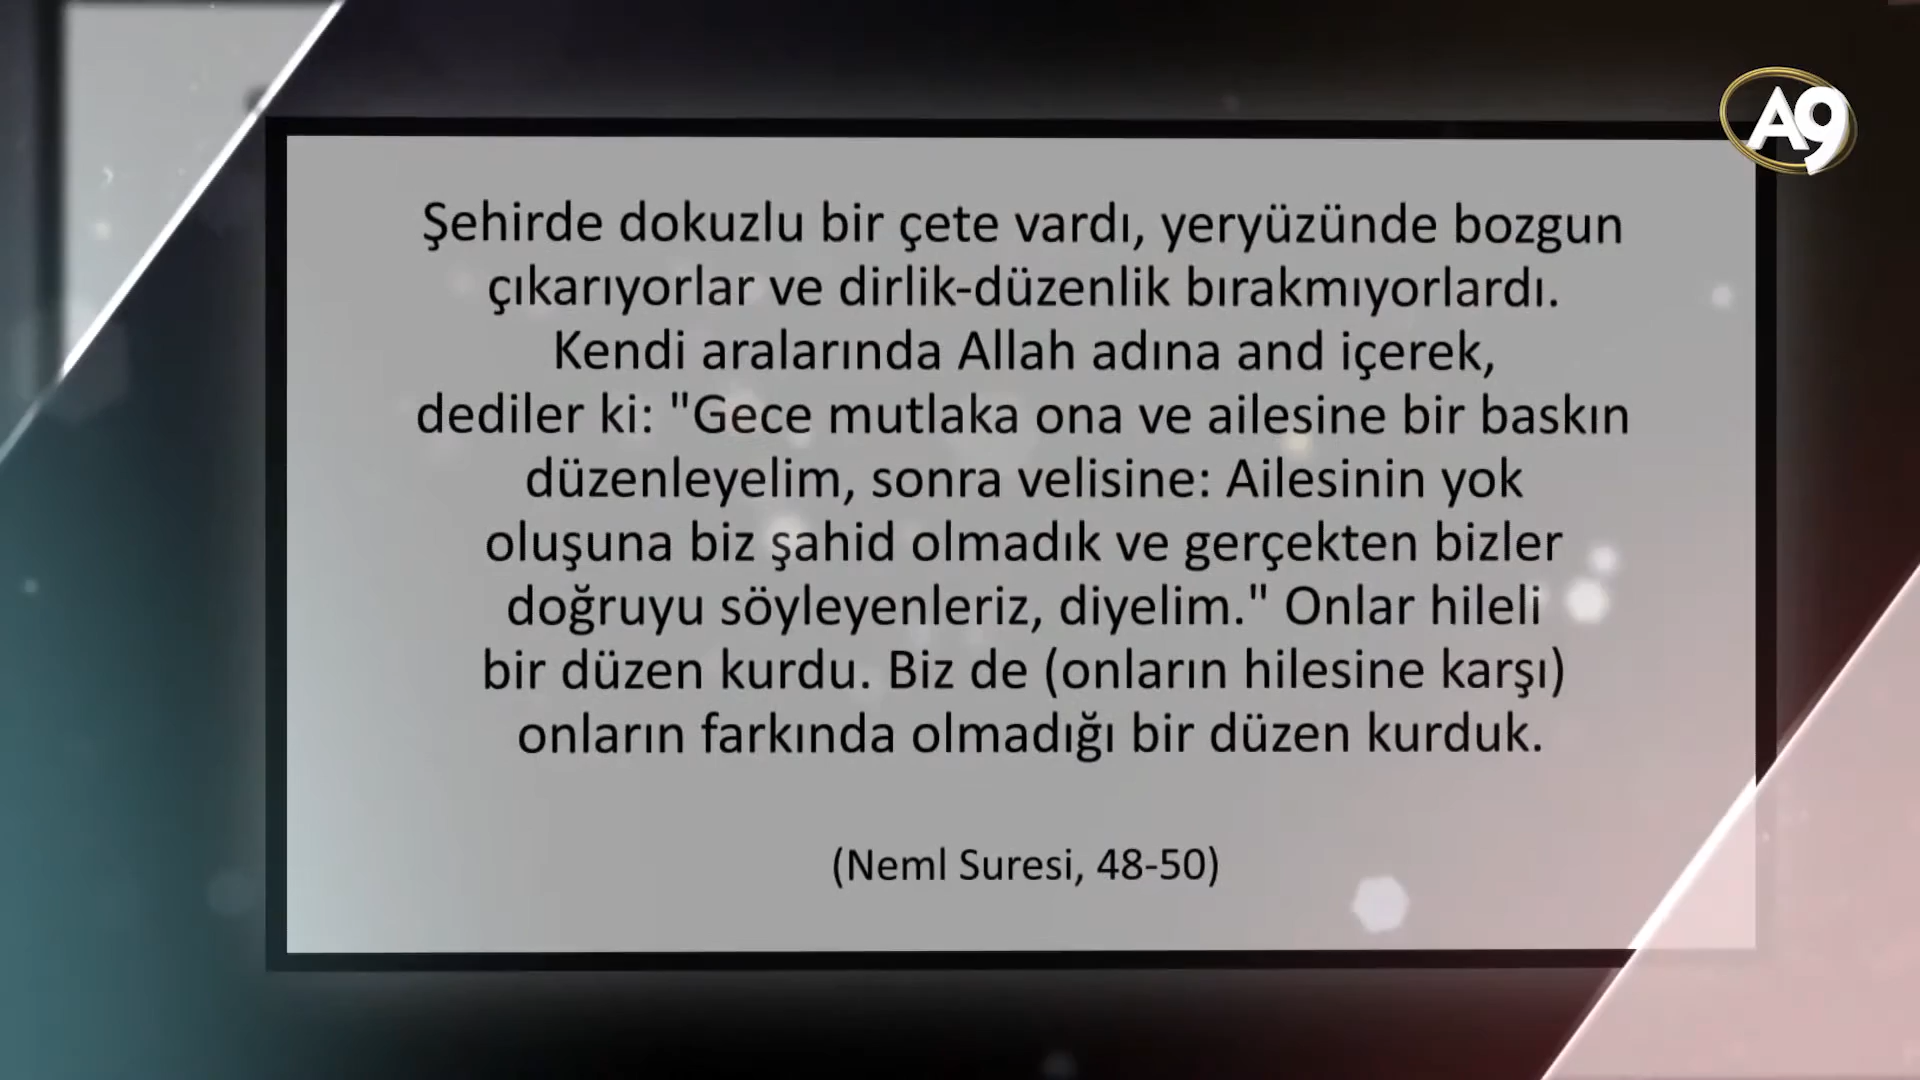 A9
Şehirde dokuzlu bir çete vardı, yeryüzünde bozgun
çıkarıyorlar ve dirlik-düzenlik bırakmıyorlardı.
Kendi aralarında Allah adına and içerek,
dediler ki: "Gece mutlaka ona ve ailesine bir baskın
düzenleyelim, sonra velisine: Ailesinin yok
oluşuna biz şahid olmadık ve gerçekten bizler
doğruyu söyleyenleriz, diyelim." Onlar hileli
bir düzen kurdu. Biz de (onların hilesine karşı)
onların farkında olmadığı bir düzen kurduk.
(Neml Suresi, 48-50)